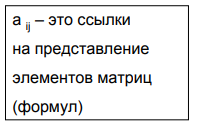 a ij – это ссылки
на представление
элементов матриц
(формул)